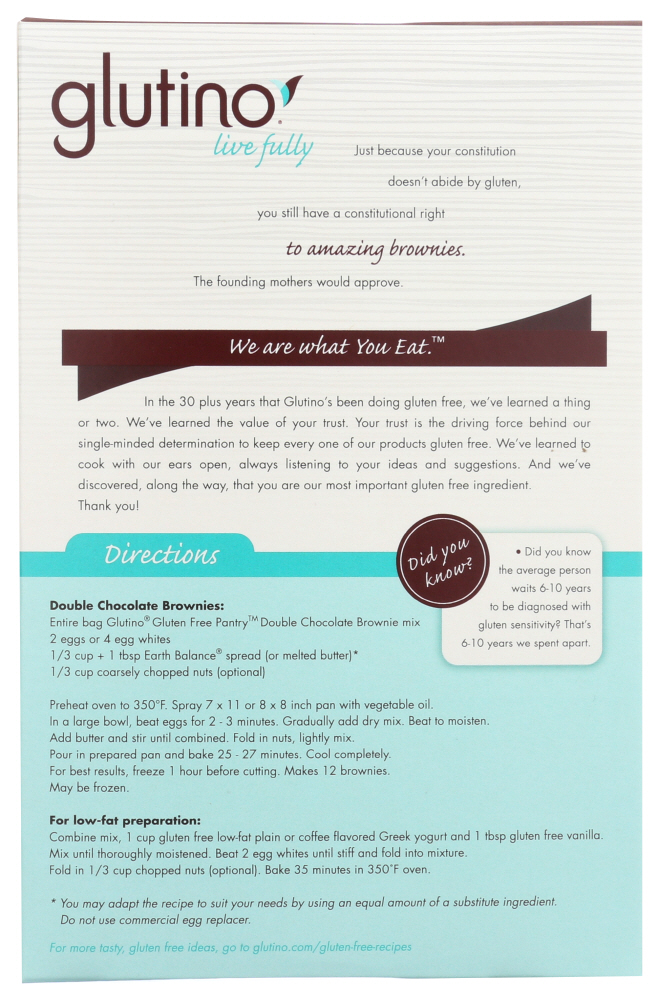 glutino®
live fully
Just because your constitution
doesn't abide by gluten,
you still have a constitutional right
to amazing brownies.
The founding mothers would approve.
We are what You Eat.™
In the 30 plus years that Glutino's been doing gluten free, we've learned a thing
or two. We've learned the value of your trust. Your trust is the driving force behind our
single-minded determination to keep every one of our products gluten free. We've learned to
cook with our ears open, always listening to your ideas and suggestions. And we've
discovered, along the way, that you are our most important gluten free ingredient.
Thank you!
Directions
Did you
know?
• Did you know
the average person
waits 6-10 years
to be diagnosed with
gluten sensitivity? That's
6-10 years we spent apart.
Double Chocolate Brownies:
Entire bag Glutino® Gluten Free Pantry™ Double Chocolate Brownie mix
2 eggs or 4 egg whites
1/3 cup + 1 tbsp Earth Balance® spread (or melted butter)*
1/3 cup coarsely chopped nuts (optional)
Preheat oven to 350°F. Spray 7 x 11 or 8 x 8 inch pan with vegetable oil.
In a large bowl, beat eggs for 2 - 3 minutes. Gradually add dry mix. Beat to moisten.
Add butter and stir until combined. Fold in nuts, lightly mix.
Pour in prepared pan and bake 25 - 27 minutes. Cool completely.
For best results, freeze 1 hour before cutting. Makes 12 brownies.
May be frozen.
For low-fat preparation:
Combine mix, 1 cup gluten free low-fat plain or coffee flavored Greek yogurt and 1 tbsp gluten free vanilla.
Mix until thoroughly moistened. Beat 2 egg whites until stiff and fold into mixture.
Fold in 1/3 cup chopped nuts (optional). Bake 35 minutes in 350°F oven.
* You may adapt the recipe to suit your needs by using an equal amount of a substitute ingredient.
Do not use commercial egg replacer.
For more tasty, gluten free ideas, go to glutino.com/gluten-free-recipes